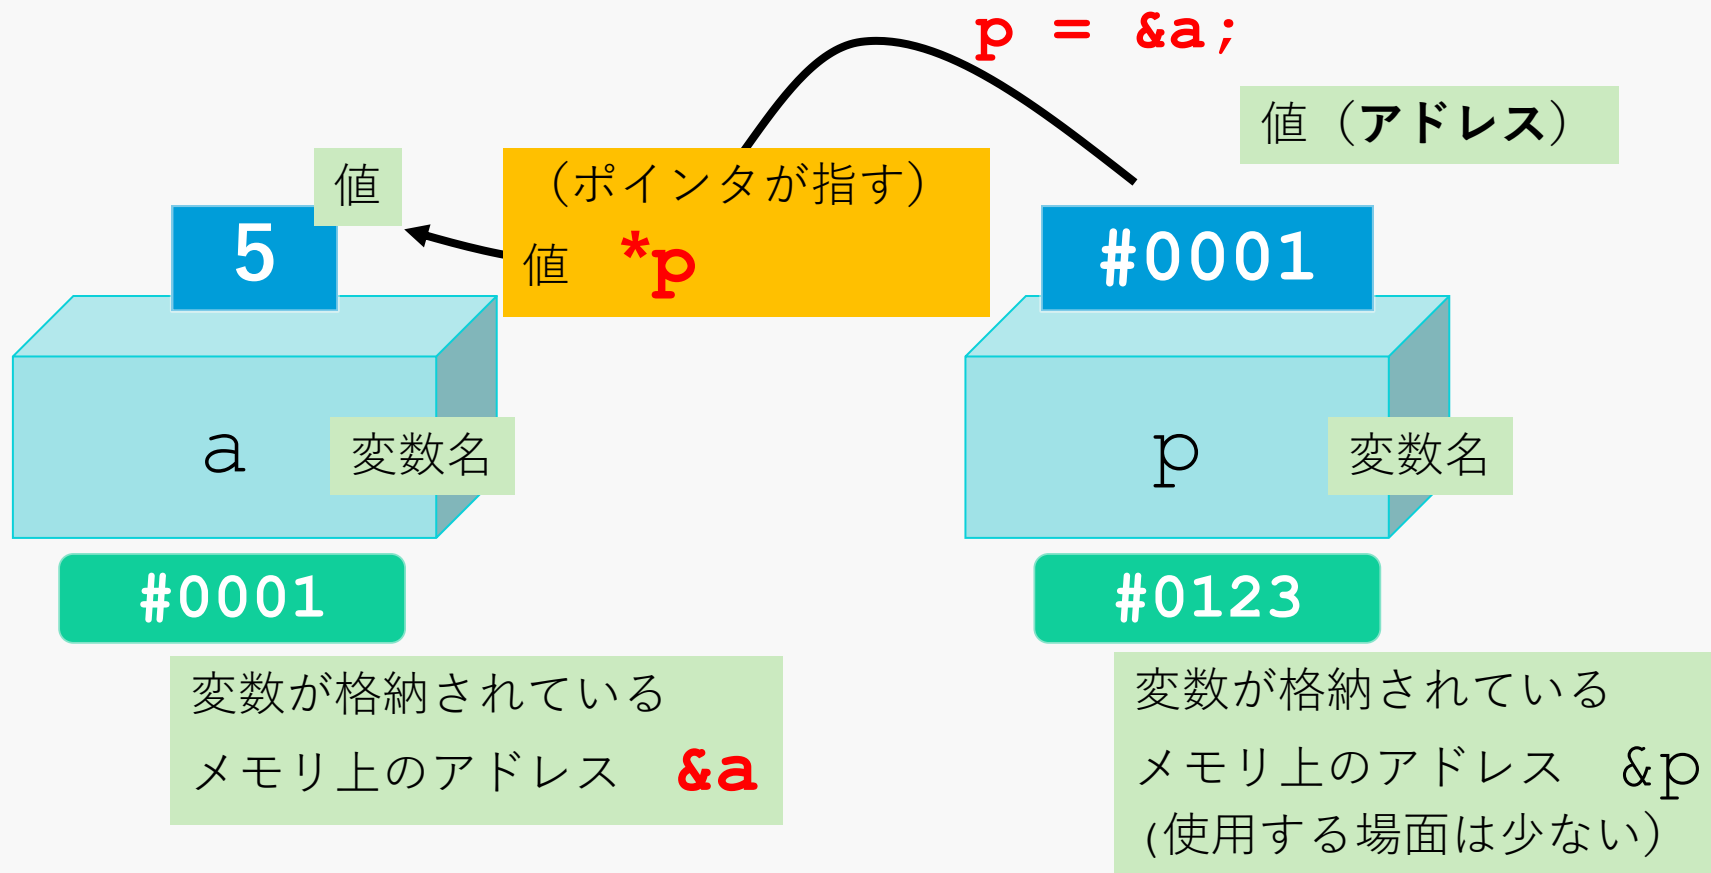 p = &a;
値（アドレス）
値
（ポインタが指す）
値 *p
5
#0001
a
変数名
p
変数名
#0001
#0123
変数が格納されている
メモリ上のアドレス &a
変数が格納されている
メモリ上のアドレス &p
(使用する場面は少ない）